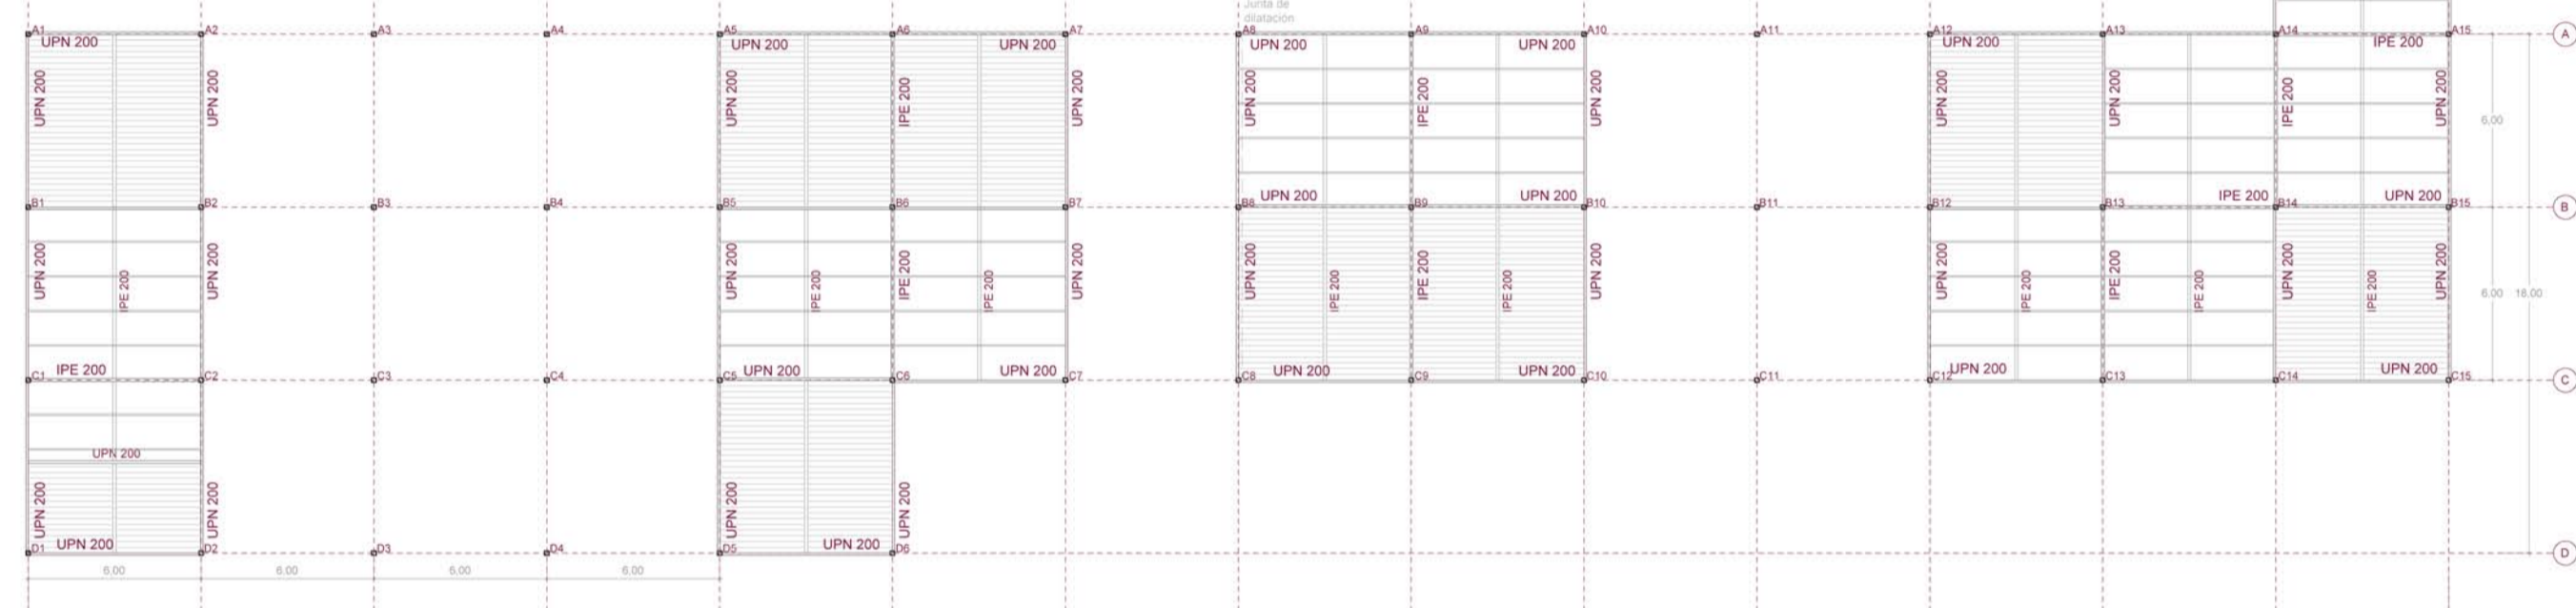 Junta de
dilatación
A1 A2 A3 A4 A5 A6 A7 A8 A9 A10 A11 A12 A13 A14 A15 A
UPN 200 UPN 200 UPN 200 UPN 200 UPN 200 UPN 200 IPE 200
UPN 200 UPN 200 UPN 200 IPE 200 UPN 200 UPN 200 IPE 200 UPN 200 UPN 200 UPN 200 IPE 200 UPN 200
6,00
UPN 200 UPN 200 IPE 200 UPN 200
B1 B2 B3 B4 B5 B6 B7 B8 B9 B10 B11 B12 B13 B14 B15 B
UPN 200 IPE 200 UPN 200 UPN 200 IPE 200 IPE 200 IPE 200 UPN 200 UPN 200 IPE 200 IPE 200 IPE 200 UPN 200 UPN 200 IPE 200 IPE 200 IPE 200 UPN 200 IPE 200 UPN 200
6,00 18.00
IPE 200 UPN 200 UPN 200 UPN 200 UPN 200 UPN 200 UPN 200
C1 C2 C3 C4 C5 C6 C7 C8 C9 C10 C11 C12 C13 C14 C15 C
UPN 200
UPN 200 UPN 200 UPN 200 UPN 200
UPN 200 UPN 200
D1 D2 D3 D4 D5 D6 D
6,00 6,00 6,00 6,00